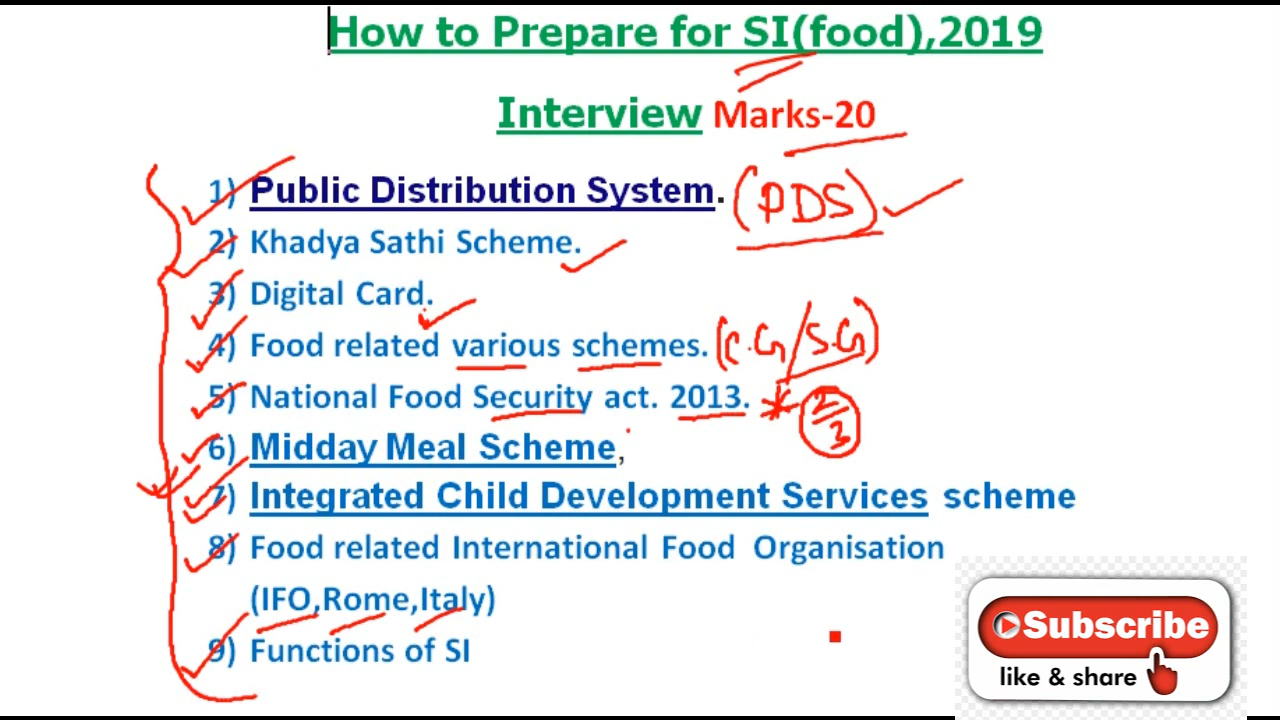 How to Prepare for SI(food),2019
Interview Marks-20
1) Public Distribution System. (PDS)
2) Khadya Sathi Scheme.
3) Digital Card.
4) Food related various schemes. (C.G/S.G)
5) National Food Security act. 2013. * 2/3
6) Midday Meal Scheme,
7) Integrated Child Development Services scheme
8) Food related International Food Organisation
(IFO,Rome,Italy)
9) Functions of SI
Subscribe
like & share